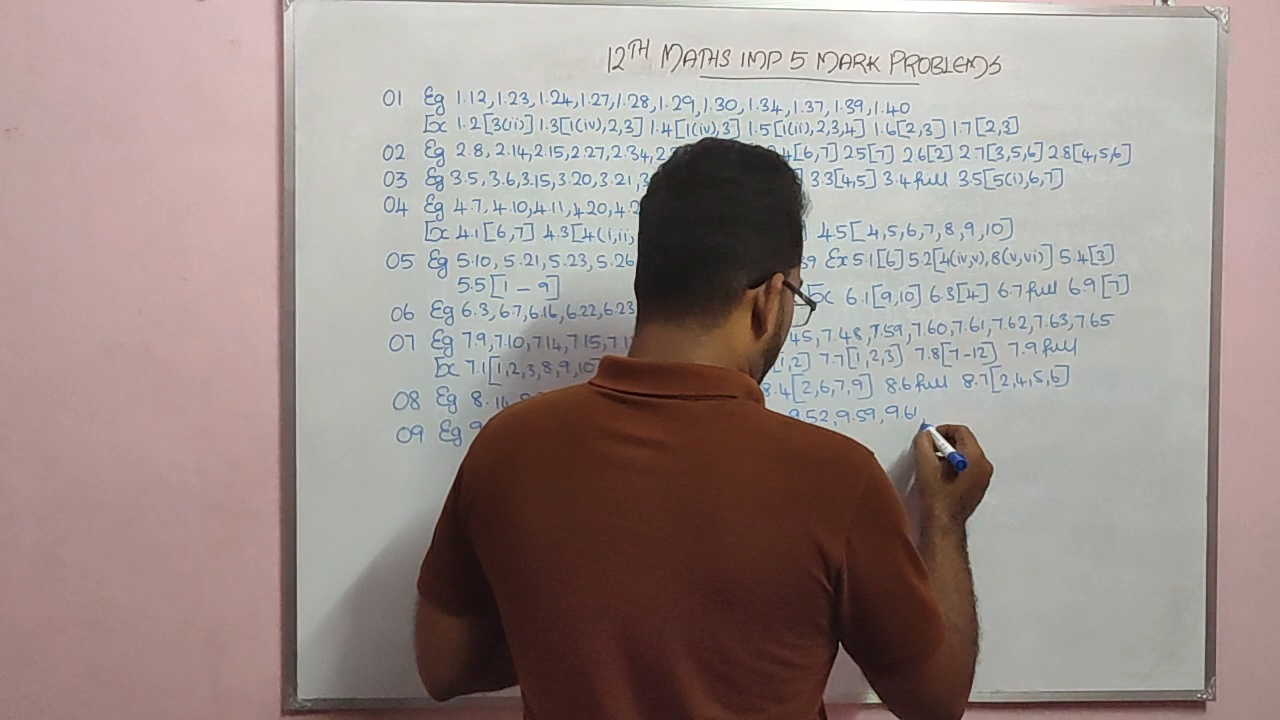 12TH MATHS IMP 5 MARK PROBLEMS
01 Eg 1.12, 1.23, 1.24, 1.27, 1.28, 1.29, 1.30, 1.34, 1.37, 1.39, 1.40
Ex 1.2[3(ii)] 1.3[1(iv),2,3] 1.4[1(iv),3] 1.5[1(ii),2,3,4] 1.6[2,3] 1.7[2,3]
02 Eg 2.8, 2.14, 2.15, 2.27, 2.34, [6,7] 2.5[7] 2.6[2] 2.7[3,5,6] 2.8[4,5,6]
03 Eg 3.5, 3.6, 3.15, 3.20, 3.21, 3.3[4,5] 3.4 full 3.5[5(i),6,7]
04 Eg 4.7, 4.10, 4.11, 4.20,
Ex 4.1[6,7] 4.3[4(i,ii, 4.5[4,5,6,7,8,9,10]
05 Eg 5.10, 5.21, 5.23, 5.26 Ex 5.1[6] 5.2[4(iv,v),8(v,vi)] 5.4[3]
5.5[1-9]
06 Eg 6.3, 6.7, 6.16, 6.22, 6.23 Ex 6.1[9,10] 6.3[4] 6.7 full 6.9[7]
07 Eg 7.9, 7.10, 7.14, 7.15, 45, 7.48, 7.59, 7.60, 7.61, 7.62, 7.63, 7.65
Ex 7.1[1,2,3,8,9,10 1,2] 7.7[1,2,3] 7.8[7-12] 7.9 full
08 Eg 8.4[2,6,7,9] 8.6 full 8.7[2,4,5,6]
09 Eg 9.52, 9.59, 9.61,